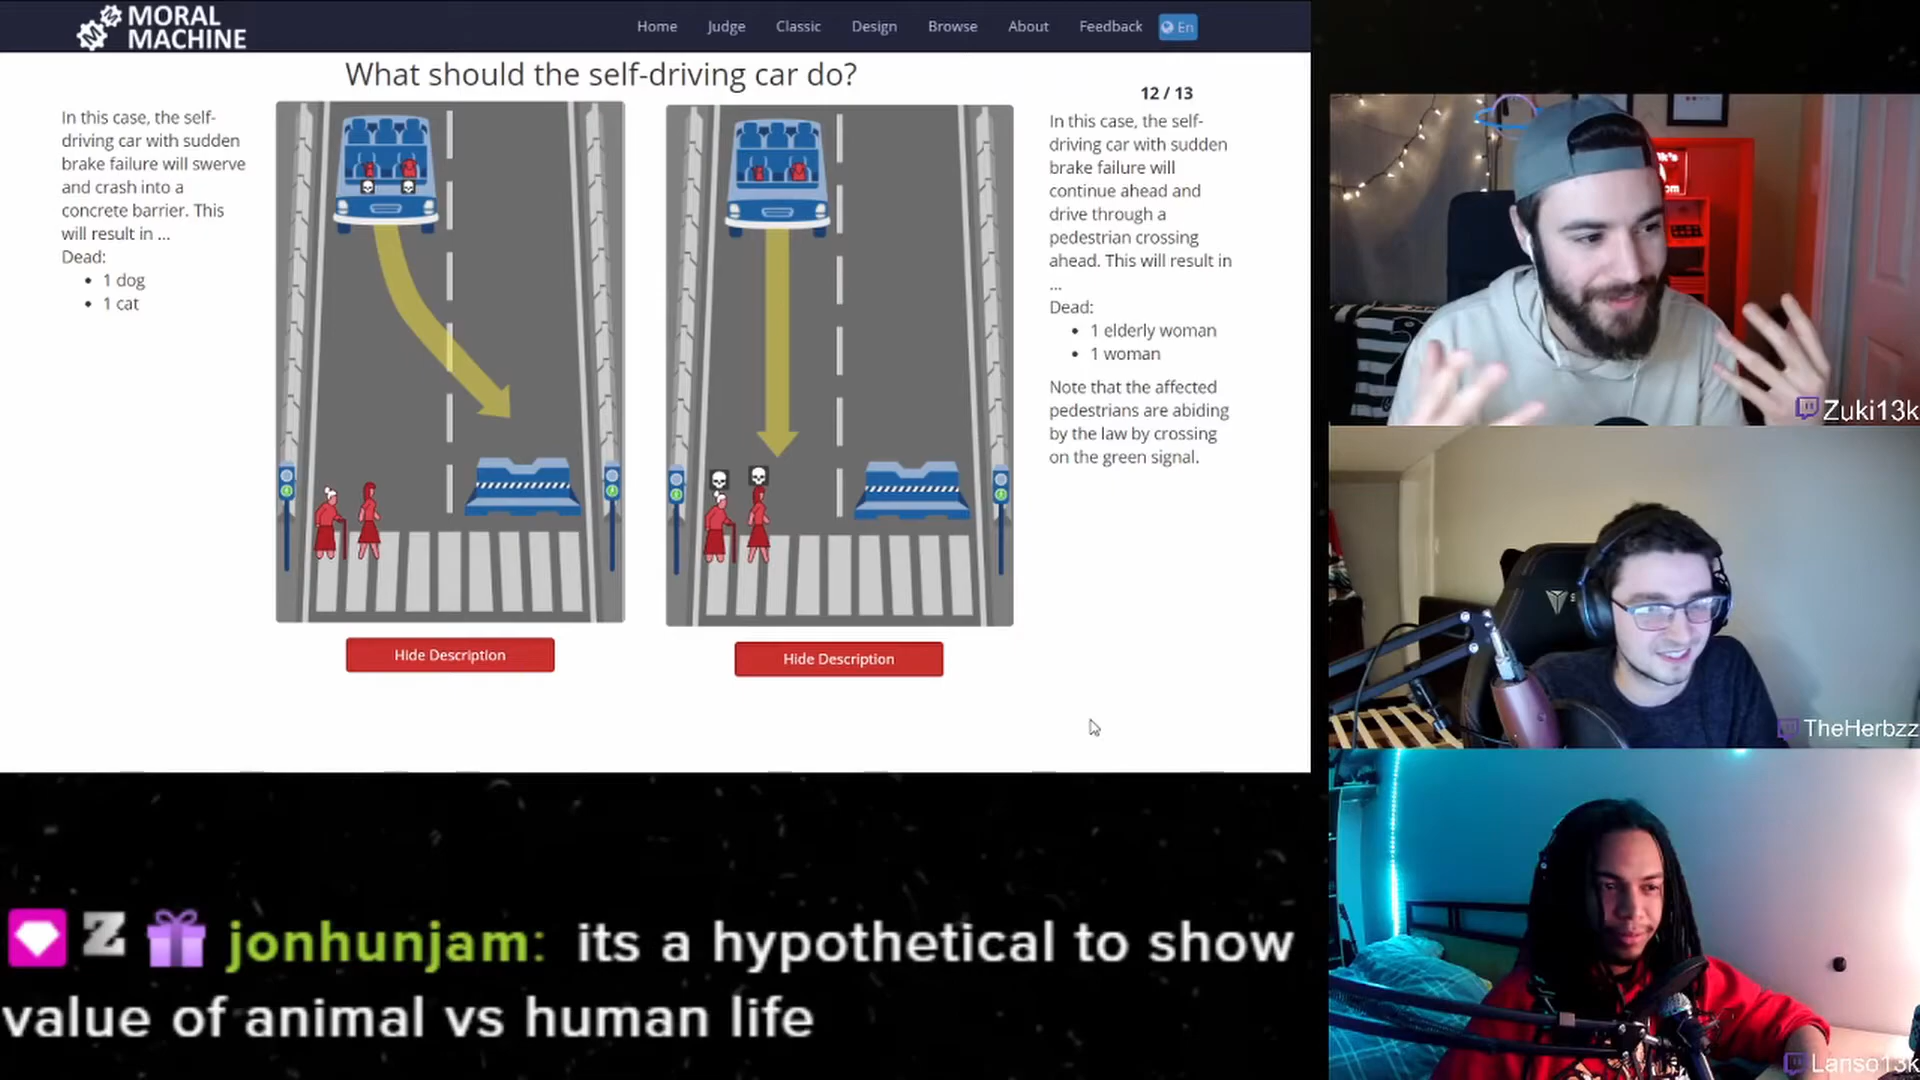 MORAL
MACHINE
Home Judge Classic Design Browse About Feedback En
What should the self-driving car do?
12 / 13
In this case, the self-
driving car with sudden
brake failure will swerve
and crash into a
concrete barrier. This
will result in ...
Dead:
• 1 dog
• 1 cat
Hide Description
In this case, the self-
driving car with sudden
brake failure will
continue ahead and
drive through a
pedestrian crossing
ahead. This will result in
...
Dead:
• 1 elderly woman
• 1 woman
Note that the affected
pedestrians are abiding
by the law by crossing
on the green signal.
Hide Description
Zuki13k
TheHerbzz
Lanso13k
Z jonhunjam: its a hypothetical to show
value of animal vs human life